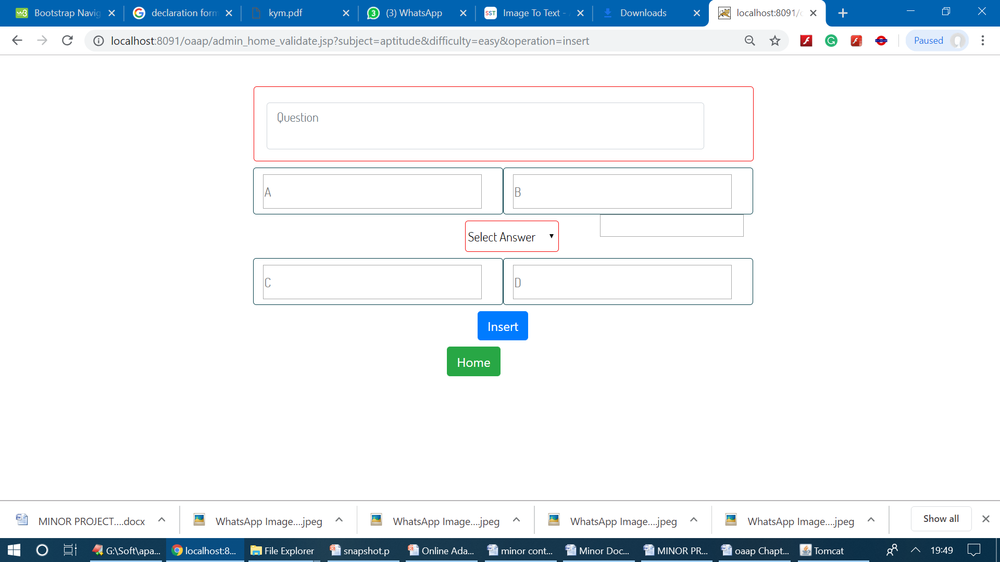 Bootstrap Navig
declaration form
kym.pdf
(3) WhatsApp
SST Image To Text -
Downloads
localhost:8091/
localhost:8091/oaap/admin_home_validate.jsp?subject=aptitude&difficulty=easy&operation=insert
Paused
Question
A
B
Select Answer
C
D
Insert
Home
MINOR PROJECT....docx
WhatsApp Image....jpeg
WhatsApp Image....jpeg
WhatsApp Image....jpeg
WhatsApp Image....jpeg
Show all
G:\Soft\apa...
localhost:8...
File Explorer
snapshot.p
Online Ada...
minor cont...
Minor Doc...
MINOR PR...
oaap Chapt...
Tomcat
19:49